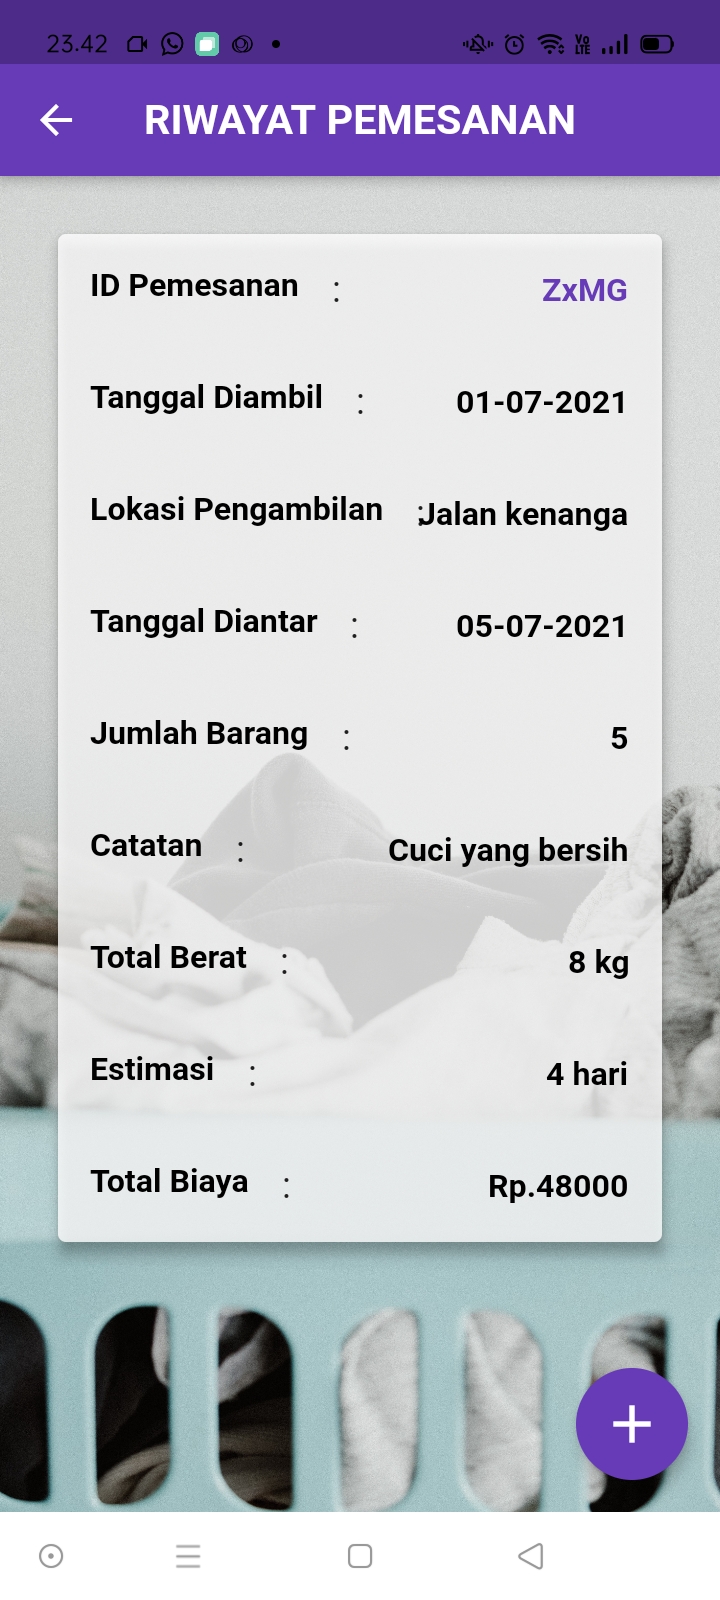 23.42
VoLTE
RIWAYAT PEMESANAN
ID Pemesanan : ZxMG
Tanggal Diambil : 01-07-2021
Lokasi Pengambilan : Jalan kenanga
Tanggal Diantar : 05-07-2021
Jumlah Barang : 5
Catatan : Cuci yang bersih
Total Berat : 8 kg
Estimasi : 4 hari
Total Biaya : Rp.48000